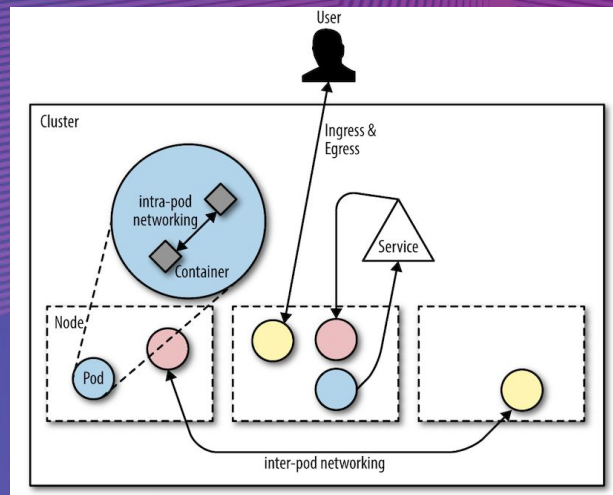 User
Cluster
Ingress &
Egress
intra-pod
networking
Container
Service
Node
Pod
inter-pod networking